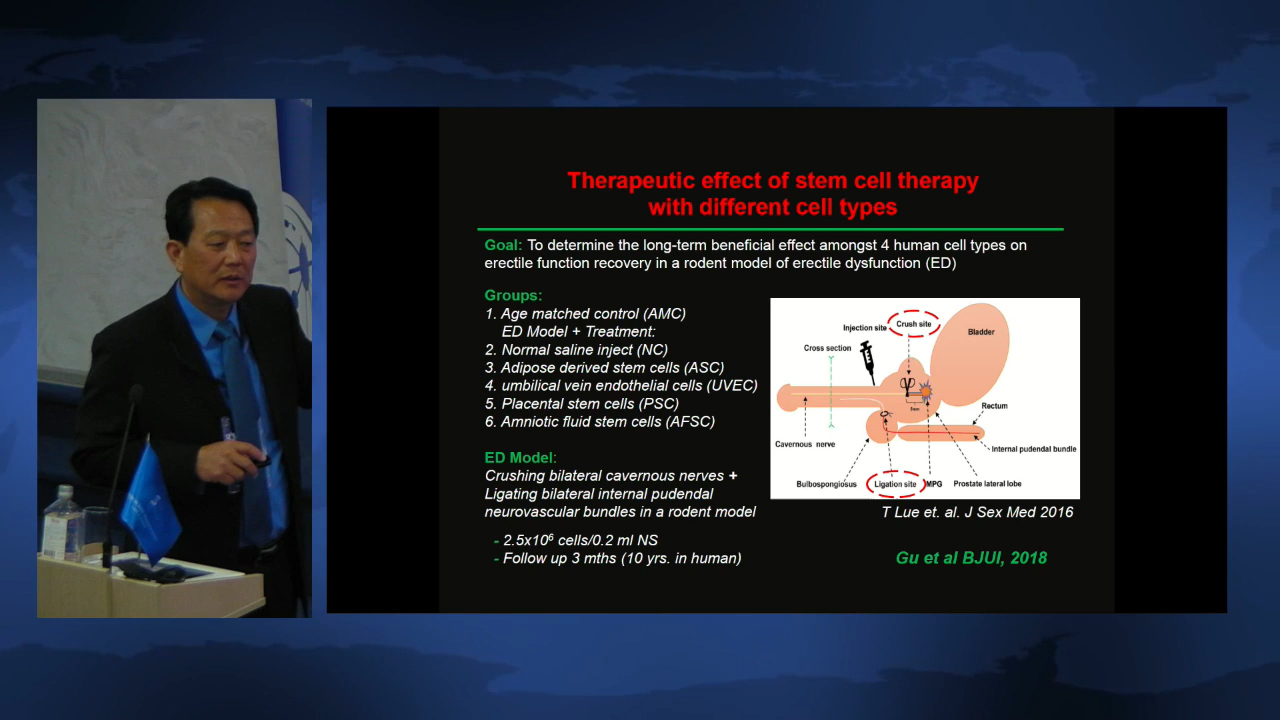 Therapeutic effect of stem cell therapy
with different cell types
Goal: To determine the long-term beneficial effect amongst 4 human cell types on
erectile function recovery in a rodent model of erectile dysfunction (ED)
Groups:
1. Age matched control (AMC)
ED Model + Treatment:
2. Normal saline inject (NC)
3. Adipose derived stem cells (ASC)
4. umbilical vein endothelial cells (UVEC)
5. Placental stem cells (PSC)
6. Amniotic fluid stem cells (AFSC)
ED Model:
Crushing bilateral cavernous nerves +
Ligating bilateral internal pudendal
neurovascular bundles in a rodent model
- 2.5x10⁶ cells/0.2 ml NS
- Follow up 3 mths (10 yrs. in human)
Injection site
Crush site
Bladder
Cross section
Rectum
Cavernous nerve
Internal pudendal bundle
Bulbospongiosus
Ligation site
MPG
Prostate lateral lobe
T Lue et. al. J Sex Med 2016
Gu et al BJUI, 2018